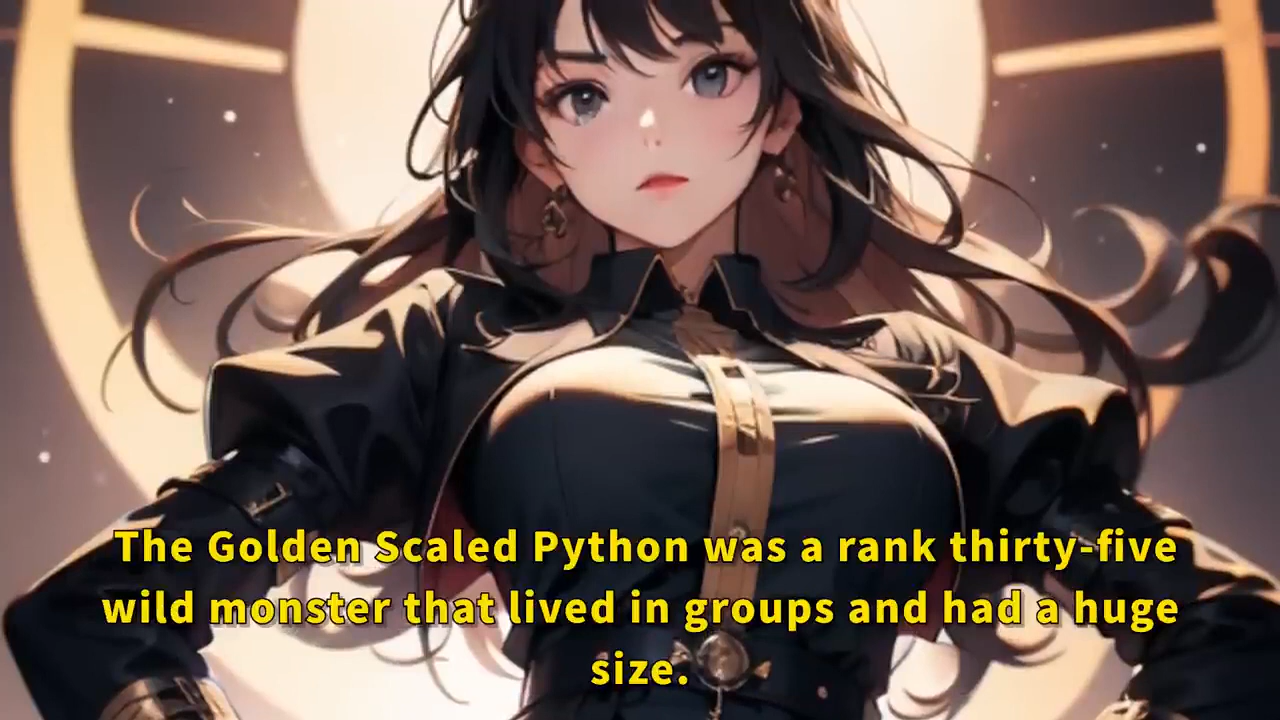 The Golden Scaled Python was a rank thirty-five
wild monster that lived in groups and had a huge
size.